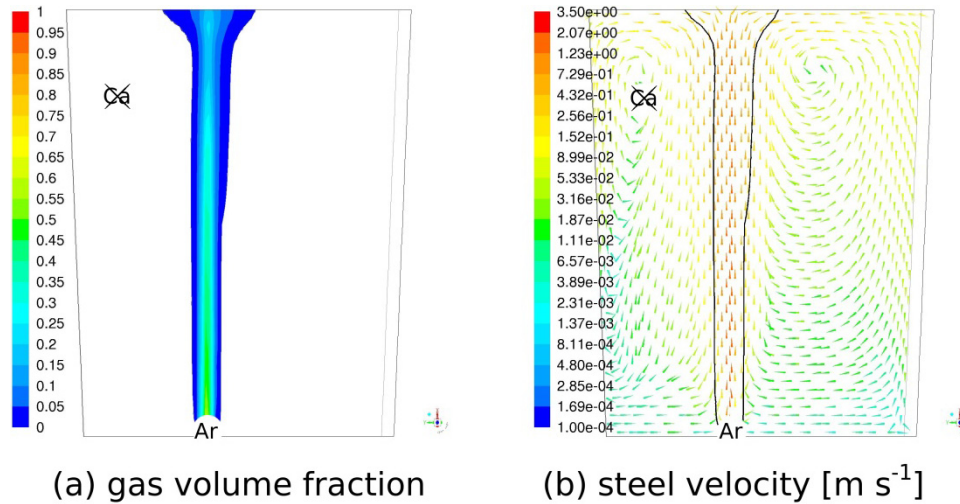 1
0.95
0.9
0.85
0.8
0.75
0.7
0.65
0.6
0.55
0.5
0.45
0.4
0.35
0.3
0.25
0.2
0.15
0.1
0.05
0
Ca
Ar
(a) gas volume fraction
3.50e+00
2.07e+00
1.23e+00
7.29e-01
4.32e-01
2.56e-01
1.52e-01
8.99e-02
5.33e-02
3.16e-02
1.87e-02
1.11e-02
6.56e-03
3.89e-03
2.31e-03
1.37e-03
8.11e-04
4.80e-04
2.85e-04
1.69e-04
1.00e-04
Ca
Ar
(b) steel velocity [m s⁻¹]